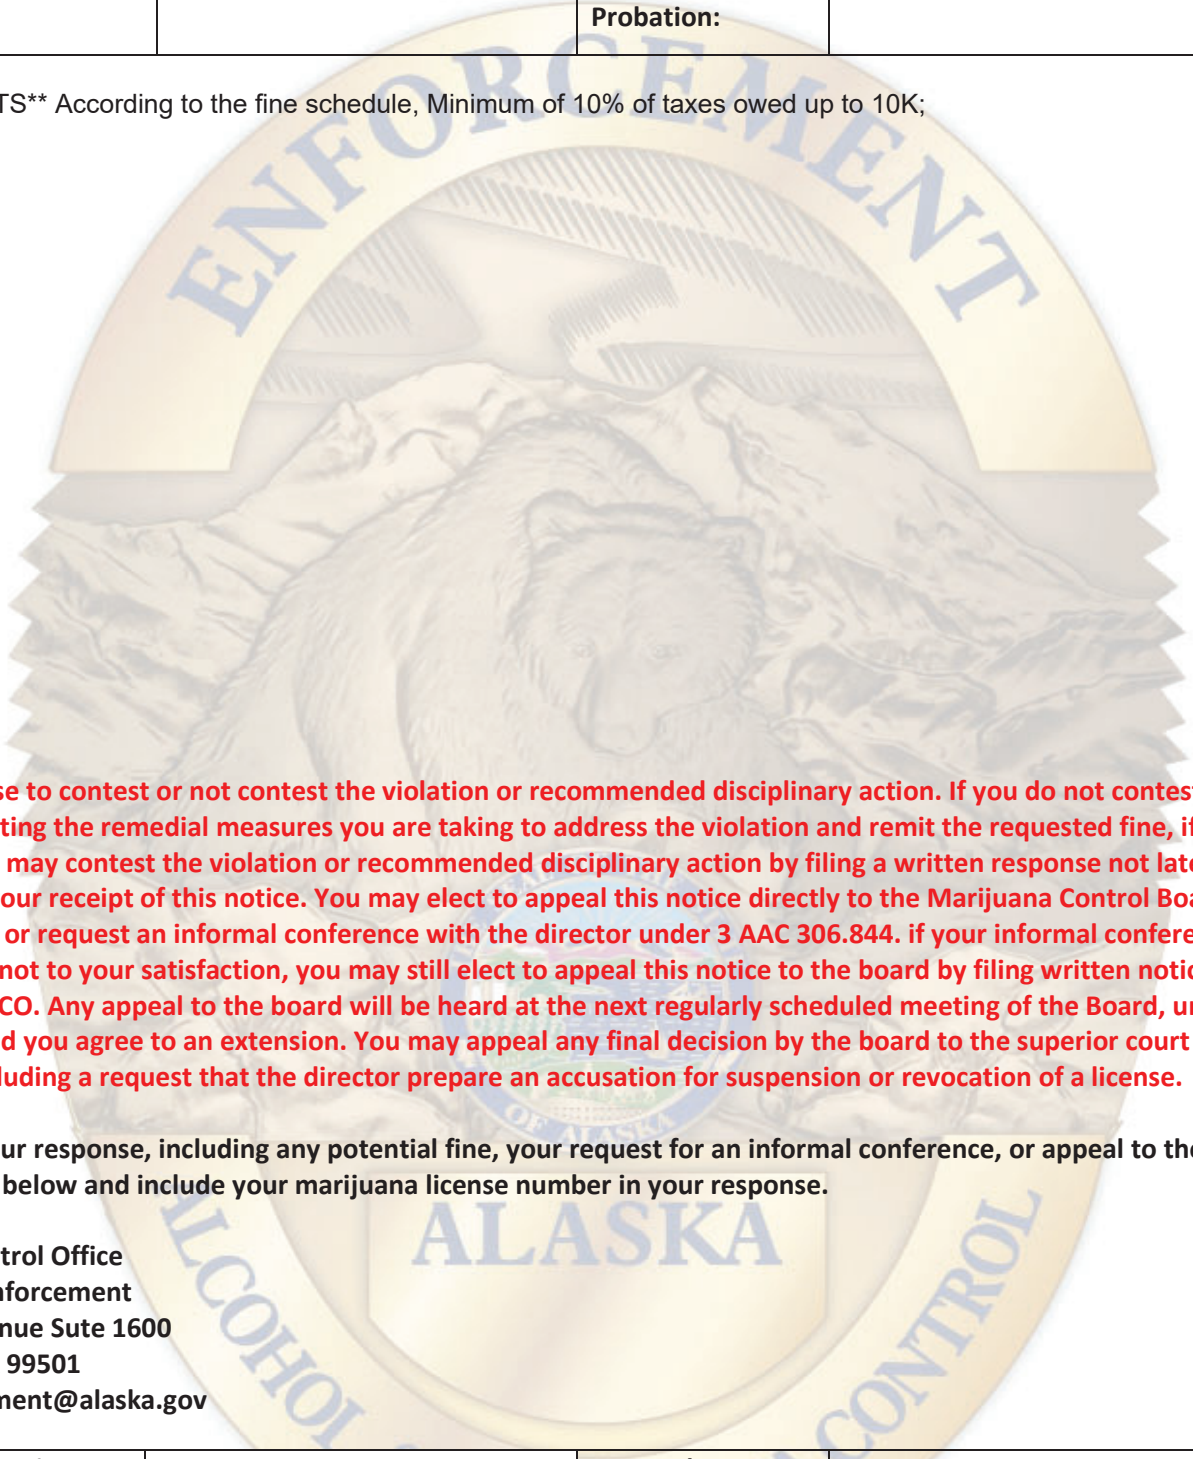 Probation:
TS** According to the fine schedule, Minimum of 10% of taxes owed up to 10K;
ENFORCEMENT
se to contest or not contest the violation or recommended disciplinary action. If you do not contest
ting the remedial measures you are taking to address the violation and remit the requested fine, if
may contest the violation or recommended disciplinary action by filing a written response not late
our receipt of this notice. You may elect to appeal this notice directly to the Marijuana Control Boa
or request an informal conference with the director under 3 AAC 306.844. if your informal confere
not to your satisfaction, you may still elect to appeal this notice to the board by filing written notic
CO. Any appeal to the board will be heard at the next regularly scheduled meeting of the Board, un
d you agree to an extension. You may appeal any final decision by the board to the superior court
luding a request that the director prepare an accusation for suspension or revocation of a license.
OF ALASKA
ur response, including any potential fine, your request for an informal conference, or appeal to the
below and include your marijuana license number in your response.
ALASKA
trol Office
nforcement
nue Sute 1600
99501
ment@alaska.gov
ALCOHOL
CONTROL